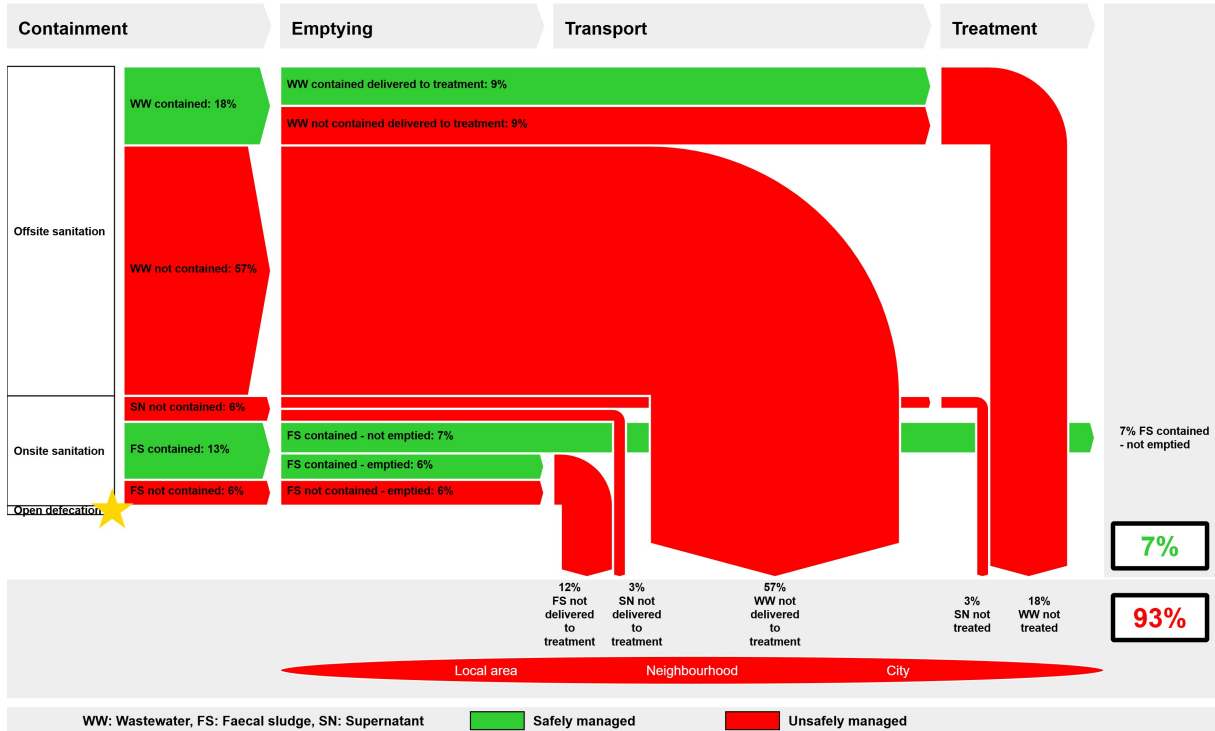 Containment
Emptying
Transport
Treatment
WW contained: 18%
WW contained delivered to treatment: 9%
WW not contained delivered to treatment: 9%
Offsite sanitation
WW not contained: 57%
SN not contained: 6%
Onsite sanitation
FS contained: 13%
FS contained - not emptied: 7%
FS contained - emptied: 6%
FS not contained: 6%
FS not contained - emptied: 6%
Open defecation
7% FS contained
- not emptied
7%
12%
FS not
delivered
to
treatment
3%
SN not
delivered
to
treatment
57%
WW not
delivered
to
treatment
3%
SN not
treated
18%
WW not
treated
93%
Local area
Neighbourhood
City
WW: Wastewater, FS: Faecal sludge, SN: Supernatant
Safely managed
Unsafely managed